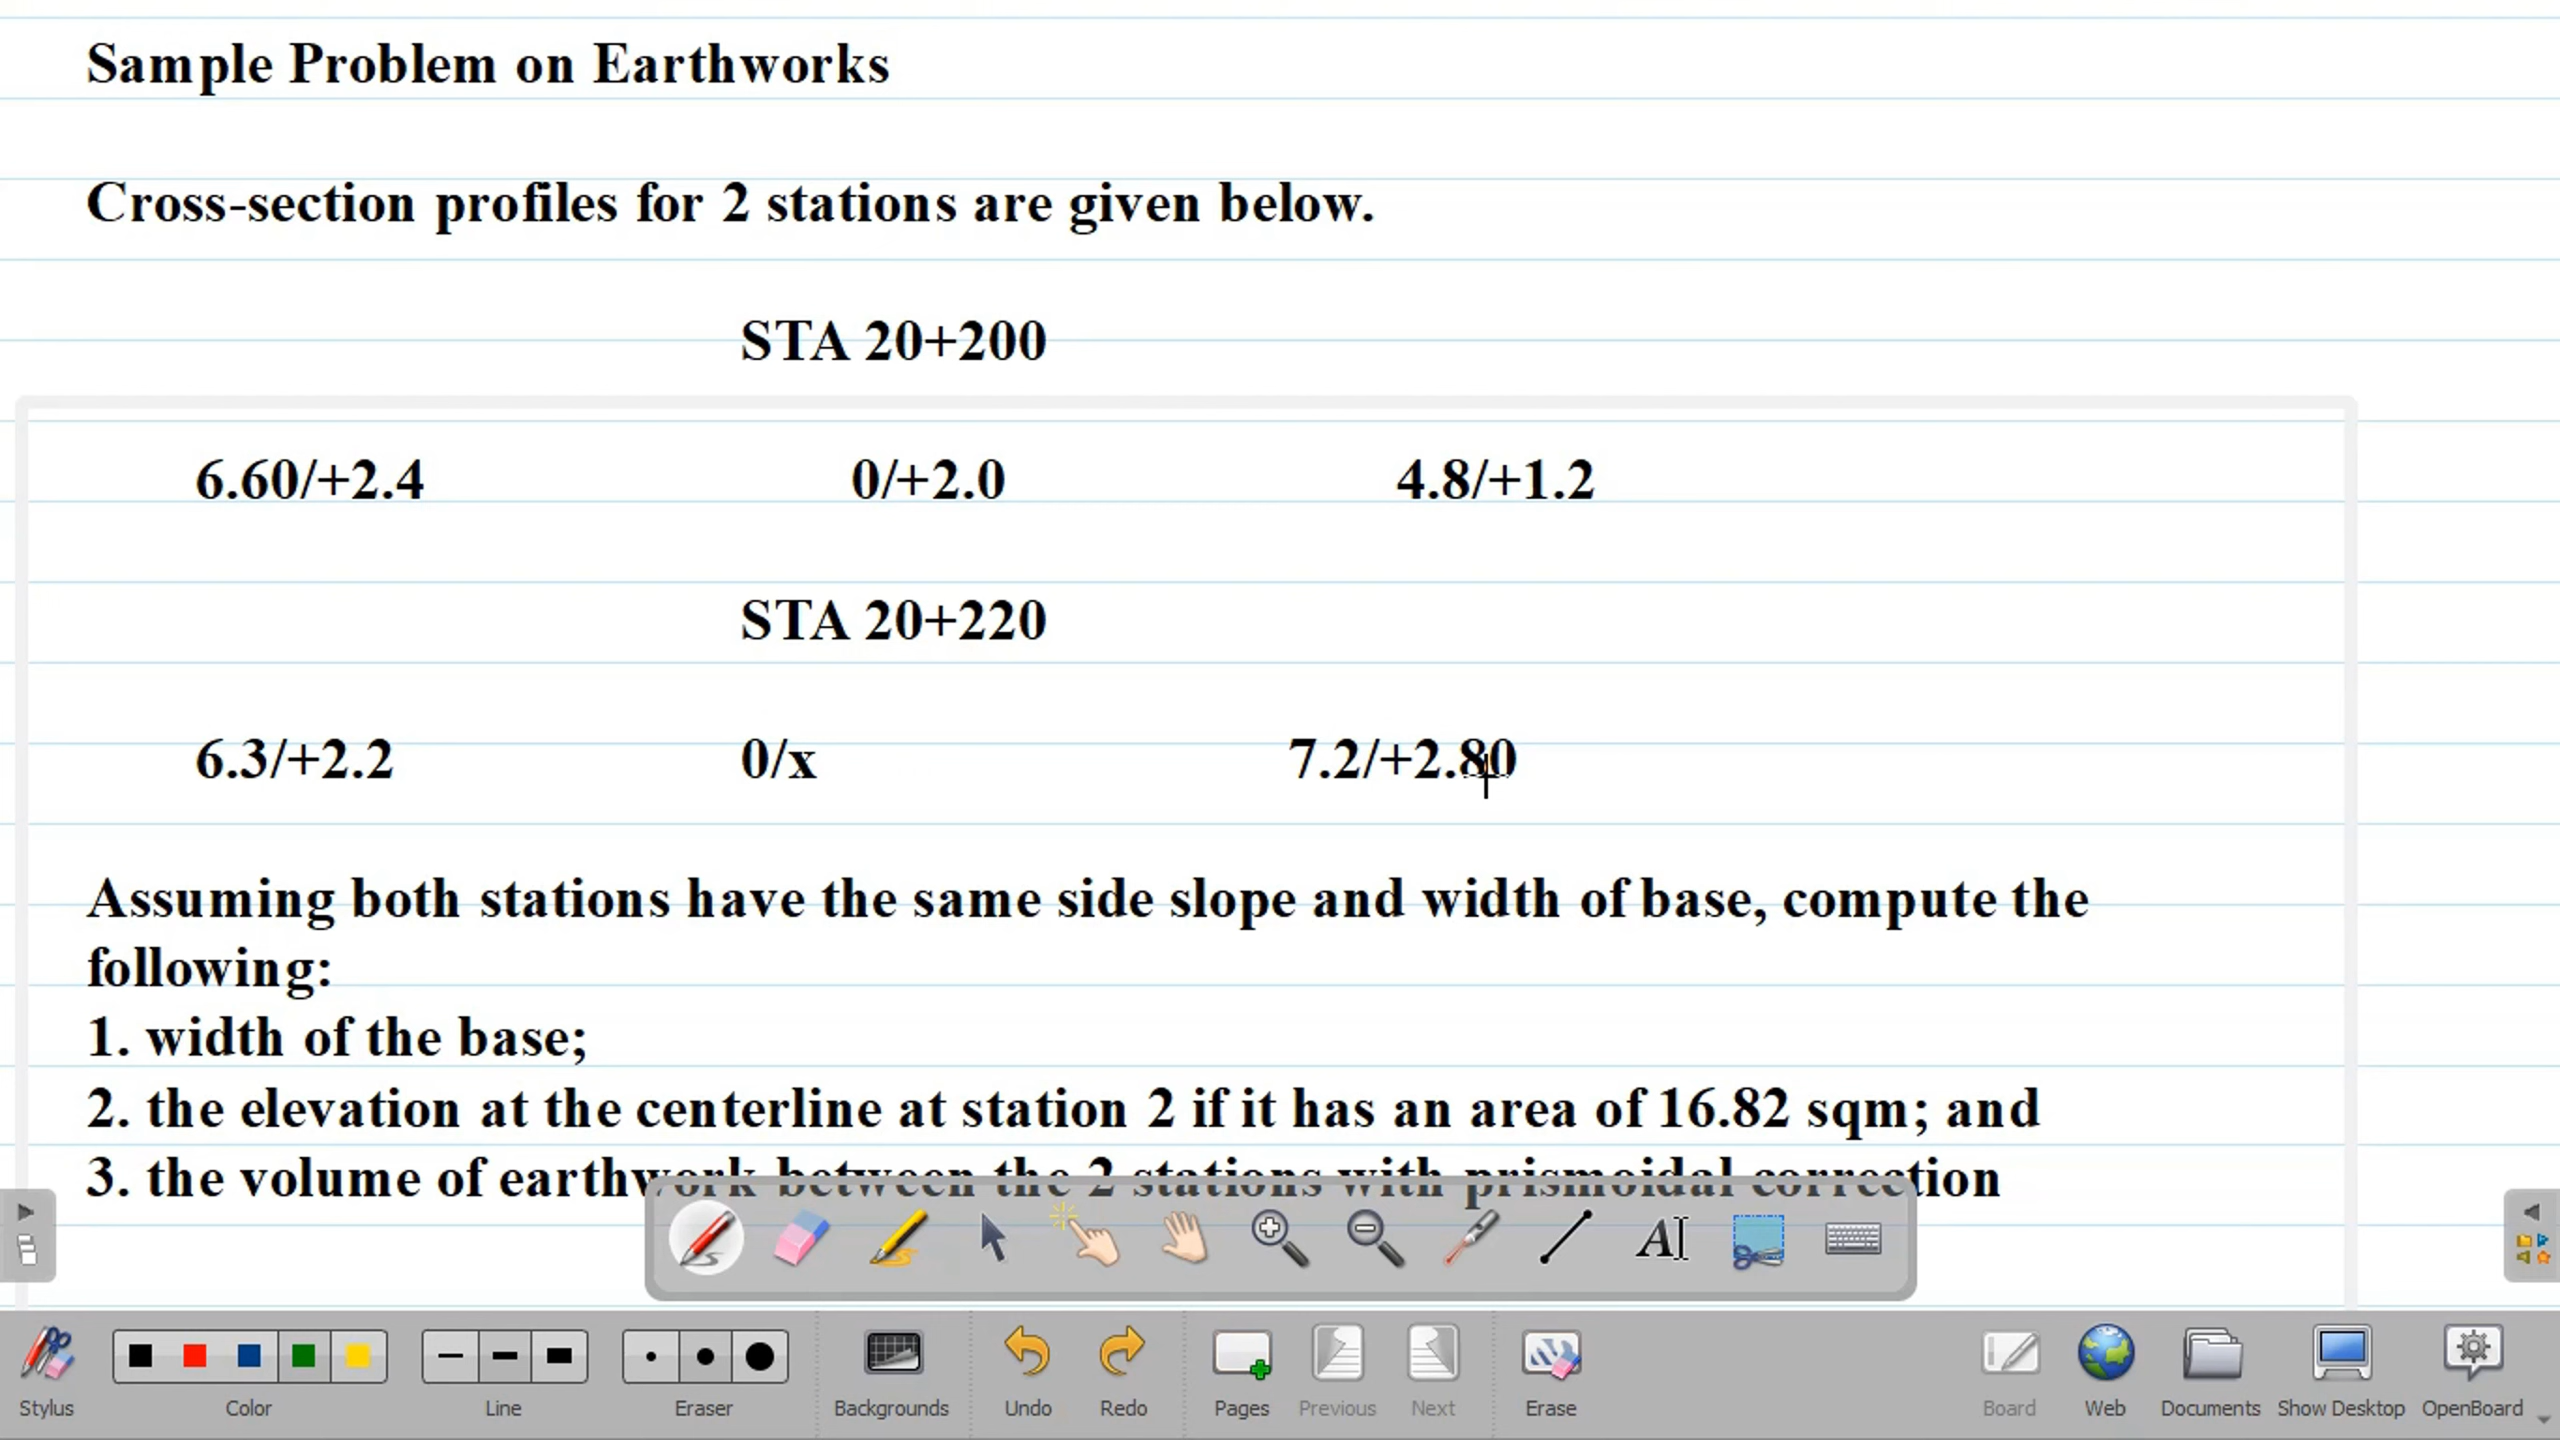 Sample Problem on Earthworks
Cross-section profiles for 2 stations are given below.
STA 20+200
6.60/+2.4 0/+2.0 4.8/+1.2
STA 20+220
6.3/+2.2 0/x 7.2/+2.80
Assuming both stations have the same side slope and width of base, compute the
following:
1. width of the base;
2. the elevation at the centerline at station 2 if it has an area of 16.82 sqm; and
3. the volume of earthwork between the 2 stations with prismoidal correction
Stylus Color Line Eraser Backgrounds Undo Redo Pages Previous Next Erase Board Web Documents Show Desktop OpenBoard